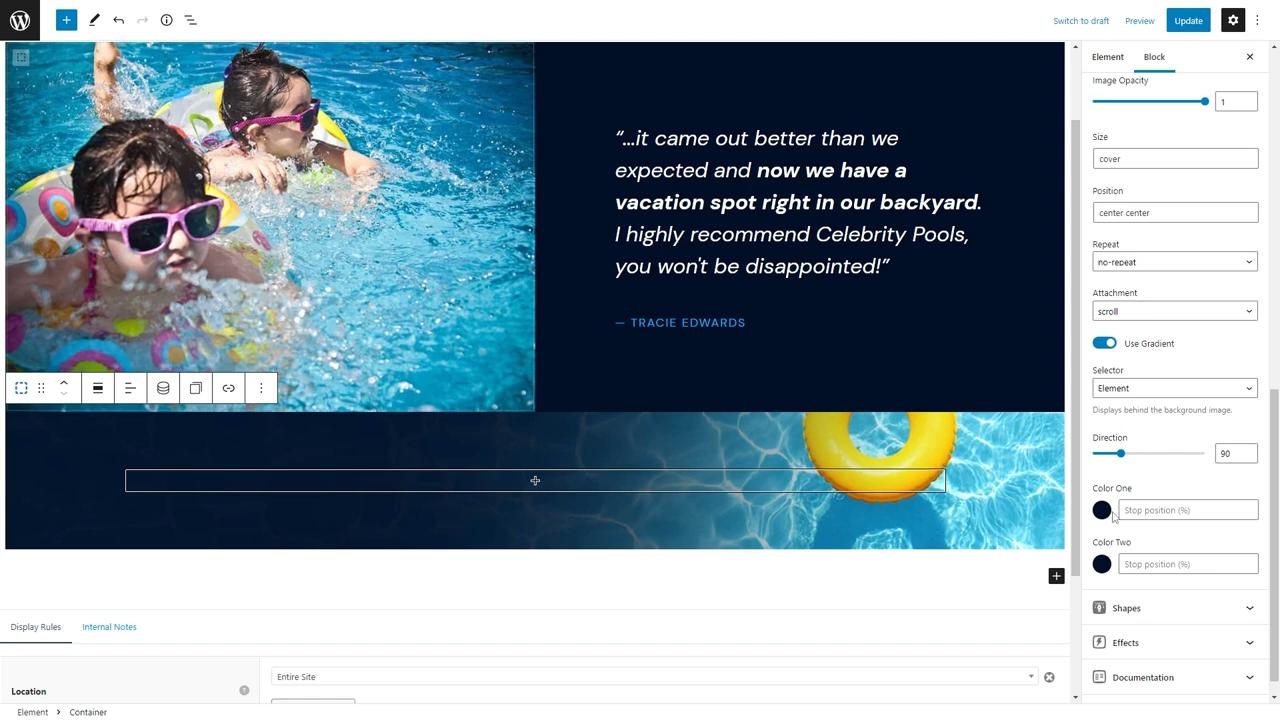 Switch to draft
Preview
Update
Element
Block
Image Opacity
1
Size
cover
Position
center center
Repeat
no-repeat
Attachment
scroll
Use Gradient
Selector
Element
Displays behind the background image.
Direction
90
Color One
Stop position (%)
Color Two
Stop position (%)
Shapes
Effects
Documentation
“...it came out better than we
expected and now we have a
vacation spot right in our backyard.
I highly recommend Celebrity Pools,
you won't be disappointed!”
— TRACIE EDWARDS
Display Rules
Internal Notes
Location
?
Entire Site
Element > Container